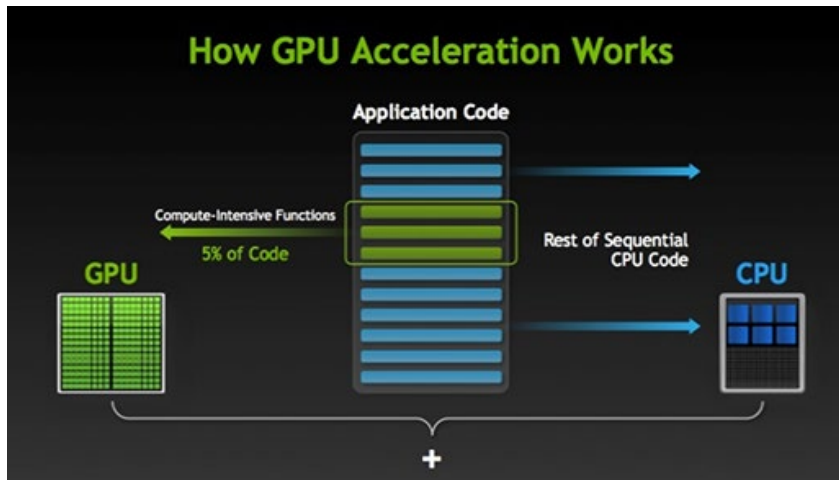 How GPU Acceleration Works
Application Code
Compute-Intensive Functions
5% of Code
Rest of Sequential
CPU Code
GPU
CPU
+